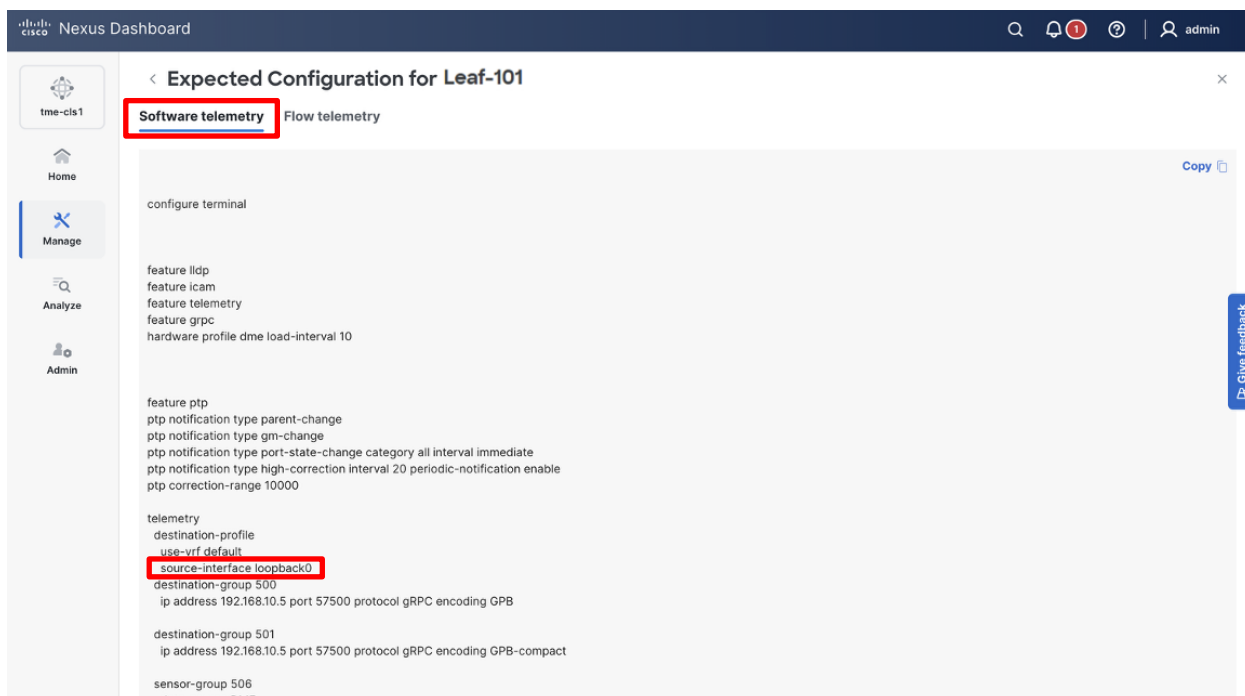 cisco Nexus Dashboard
1
admin
tme-cls1
Home
Manage
Analyze
Admin
Expected Configuration for Leaf-101
Software telemetry
Flow telemetry
Copy
configure terminal
feature lldp
feature icam
feature telemetry
feature grpc
hardware profile dme load-interval 10
feature ptp
ptp notification type parent-change
ptp notification type gm-change
ptp notification type port-state-change category all interval immediate
ptp notification type high-correction interval 20 periodic-notification enable
ptp correction-range 10000
telemetry
destination-profile
use-vrf default
source-interface loopback0
destination-group 500
ip address 192.168.10.5 port 57500 protocol gRPC encoding GPB
destination-group 501
ip address 192.168.10.5 port 57500 protocol gRPC encoding GPB-compact
sensor-group 506
Give feedback